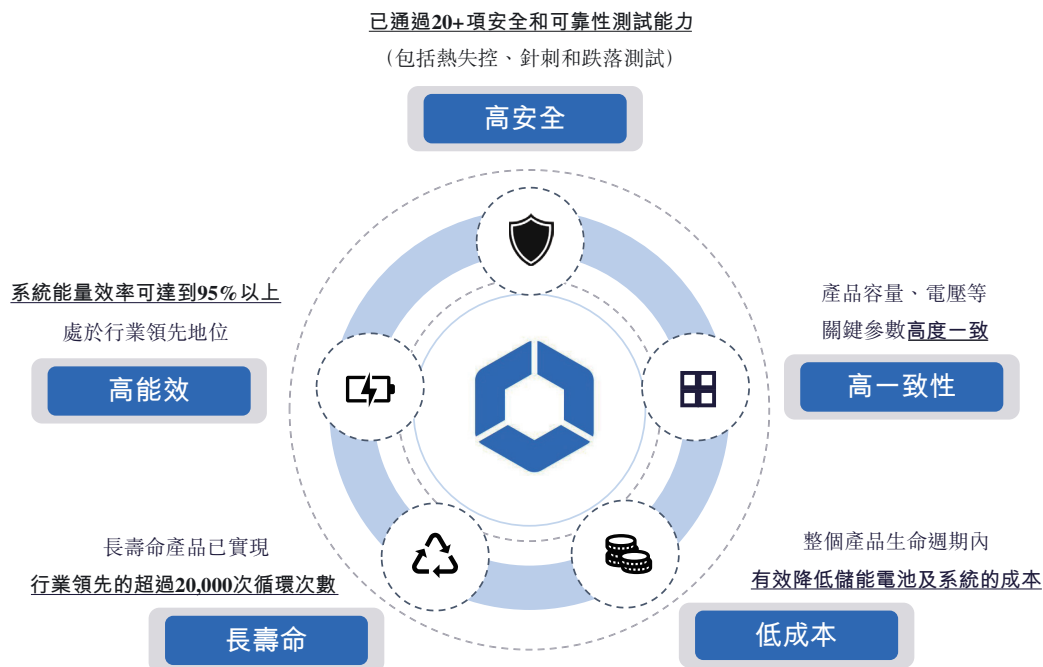 已通過20+項安全和可靠性測試能力
（包括熱失控、針刺和跌落測試）
高安全
系統能量效率可達到95%以上
處於行業領先地位
高能效
產品容量、電壓等
關鍵參數高度一致
高一致性
長壽命產品已實現
行業領先的超過20,000次循環次數
長壽命
整個產品生命週期內
有效降低儲能電池及系統的成本
低成本